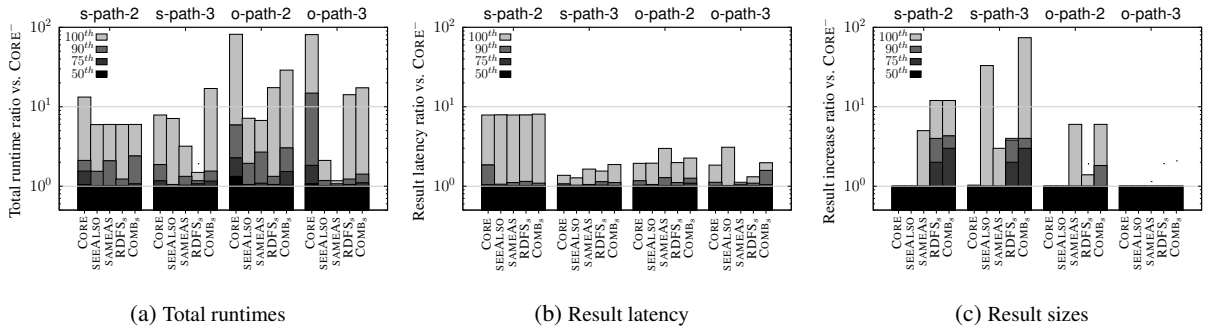 s-path-2 s-path-3 o-path-2 o-path-3
10²
10¹
10⁰
Total runtime ratio vs. CORE⁻
100ᵗʰ
90ᵗʰ
75ᵗʰ
50ᵗʰ
CORE SEEALSO SAMEAS RDFSₛ COMBₛ CORE SEEALSO SAMEAS RDFSₛ COMBₛ CORE SEEALSO SAMEAS RDFSₛ COMBₛ CORE SEEALSO SAMEAS RDFSₛ COMBₛ
(a) Total runtimes
s-path-2 s-path-3 o-path-2 o-path-3
10²
10¹
10⁰
Result latency ratio vs. CORE⁻
100ᵗʰ
90ᵗʰ
75ᵗʰ
50ᵗʰ
CORE SEEALSO SAMEAS RDFSₛ COMBₛ CORE SEEALSO SAMEAS RDFSₛ COMBₛ CORE SEEALSO SAMEAS RDFSₛ COMBₛ CORE SEEALSO SAMEAS RDFSₛ COMBₛ
(b) Result latency
s-path-2 s-path-3 o-path-2 o-path-3
10²
10¹
10⁰
Result increase ratio vs. CORE⁻
100ᵗʰ
90ᵗʰ
75ᵗʰ
50ᵗʰ
CORE SEEALSO SAMEAS RDFSₛ COMBₛ CORE SEEALSO SAMEAS RDFSₛ COMBₛ CORE SEEALSO SAMEAS RDFSₛ COMBₛ CORE SEEALSO SAMEAS RDFSₛ COMBₛ
(c) Result sizes